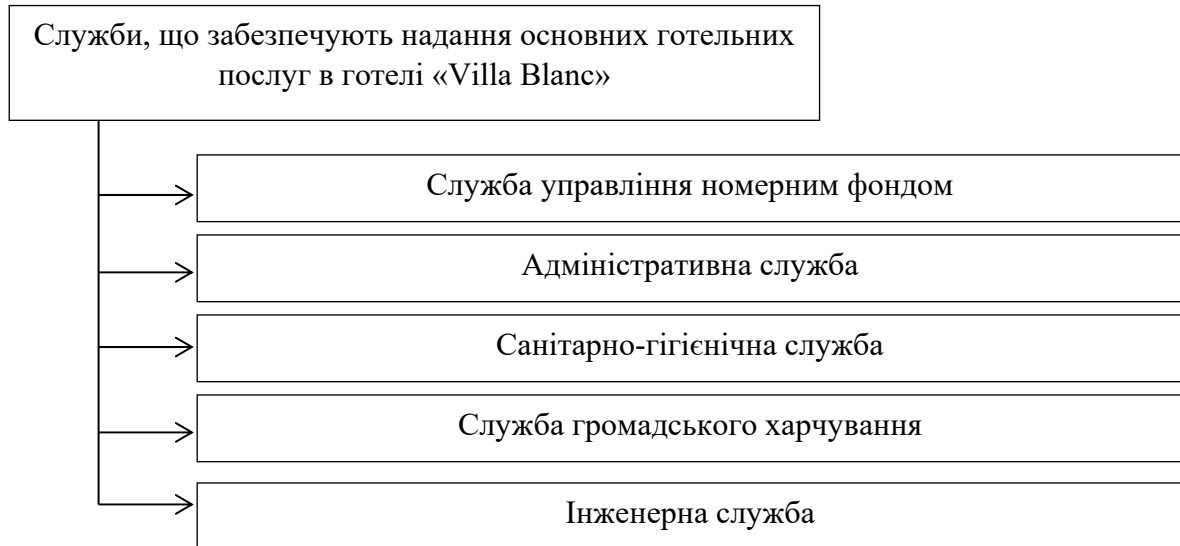 Служби, що забезпечують надання основних готельних
послуг в готелі «Villa Blanc»
Служба управління номерним фондом
Адміністративна служба
Санітарно-гігієнічна служба
Служба громадського харчування
Інженерна служба